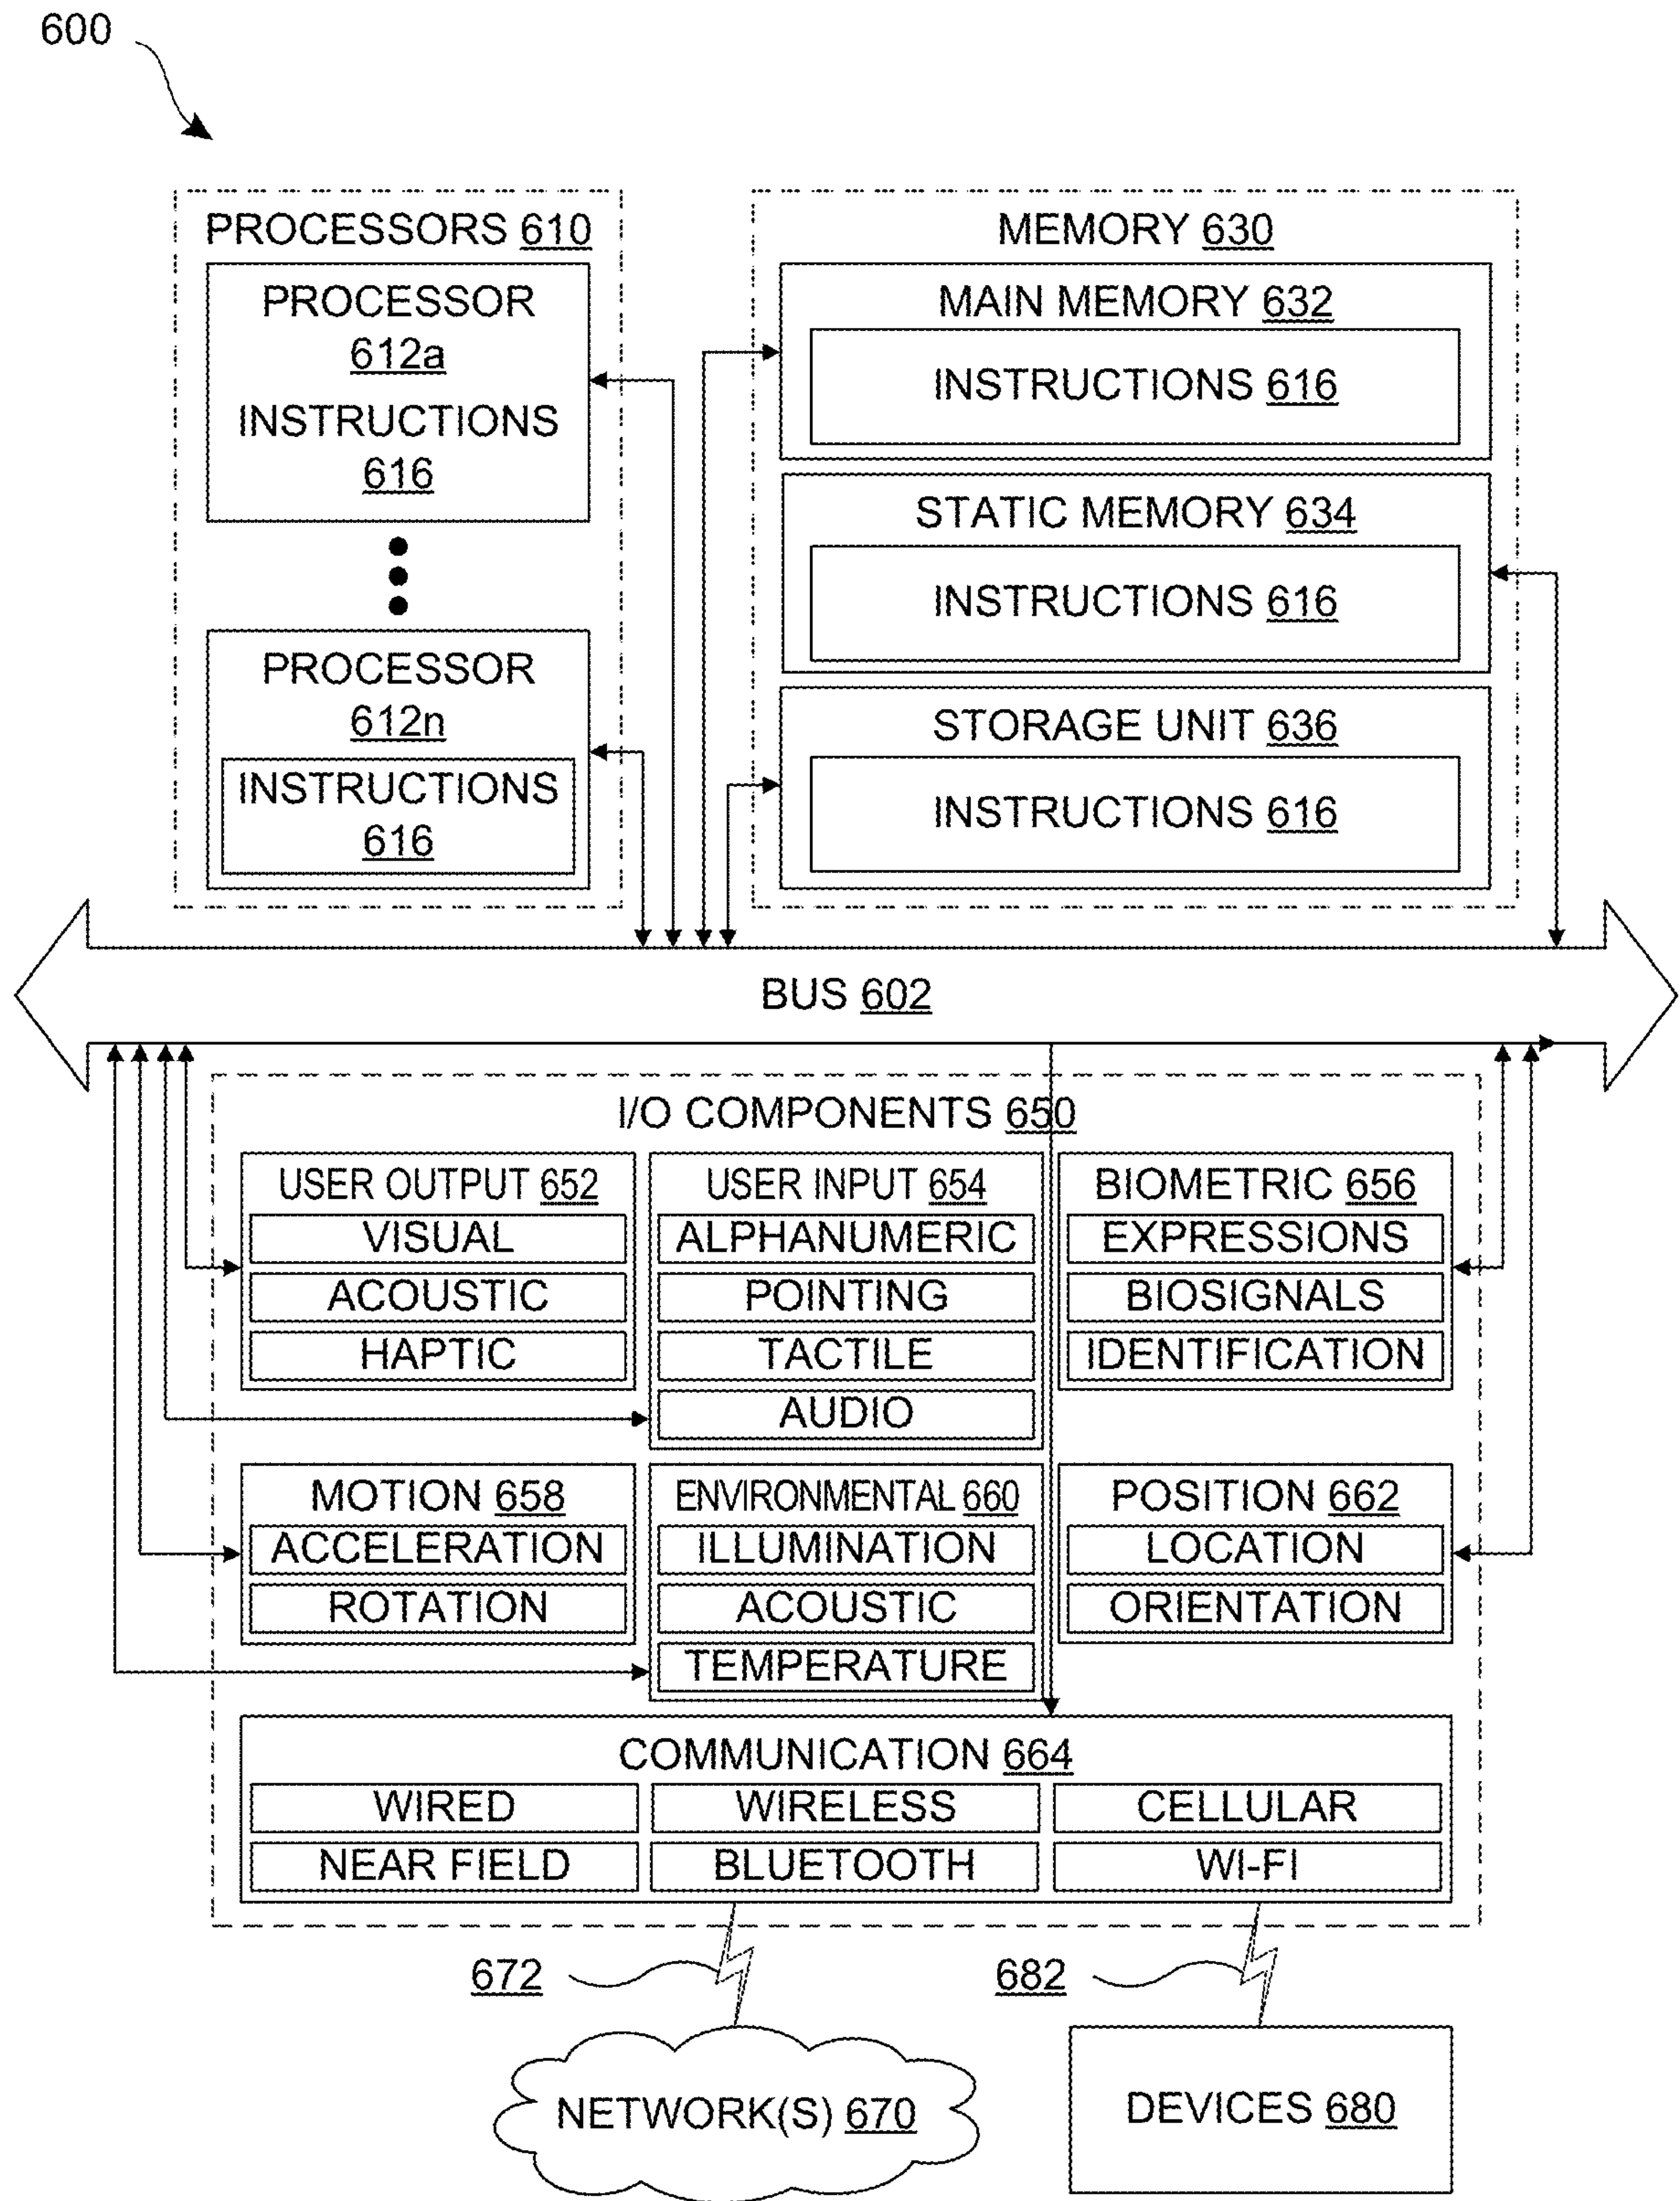 600
PROCESSORS 610
PROCESSOR
612a
INSTRUCTIONS
616
PROCESSOR
612n
INSTRUCTIONS
616
MEMORY 630
MAIN MEMORY 632
INSTRUCTIONS 616
STATIC MEMORY 634
INSTRUCTIONS 616
STORAGE UNIT 636
INSTRUCTIONS 616
BUS 602
I/O COMPONENTS 650
USER OUTPUT 652
VISUAL
ACOUSTIC
HAPTIC
USER INPUT 654
ALPHANUMERIC
POINTING
TACTILE
AUDIO
BIOMETRIC 656
EXPRESSIONS
BIOSIGNALS
IDENTIFICATION
MOTION 658
ACCELERATION
ROTATION
ENVIRONMENTAL 660
ILLUMINATION
ACOUSTIC
TEMPERATURE
POSITION 662
LOCATION
ORIENTATION
COMMUNICATION 664
WIRED
WIRELESS
CELLULAR
NEAR FIELD
BLUETOOTH
WI-FI
672
682
NETWORK(S) 670
DEVICES 680